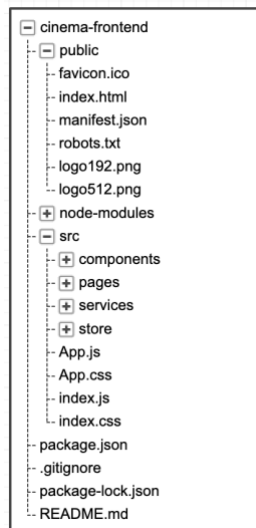 cinema-frontend
public
favicon.ico
index.html
manifest.json
robots.txt
logo192.png
logo512.png
node-modules
src
components
pages
services
store
App.js
App.css
index.js
index.css
package.json
.gitignore
package-lock.json
README.md